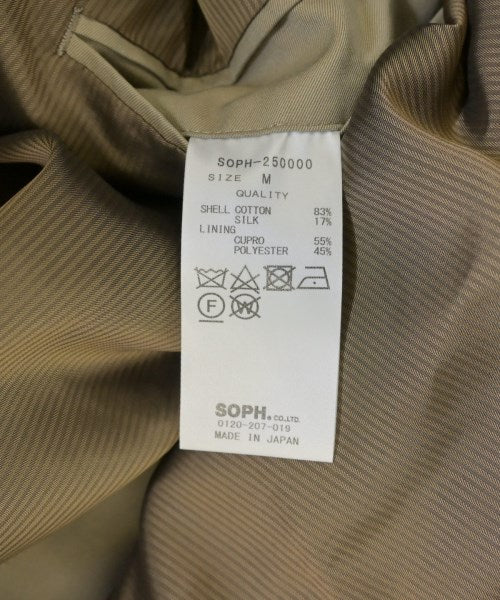 SOPH-250000
SIZE M
QUALITY
SHELL COTTON 83%
SILK 17%
LINING
CUPRO 55%
POLYESTER 45%
F W
SOPH. CO.,LTD.
0120-207-019
MADE IN JAPAN